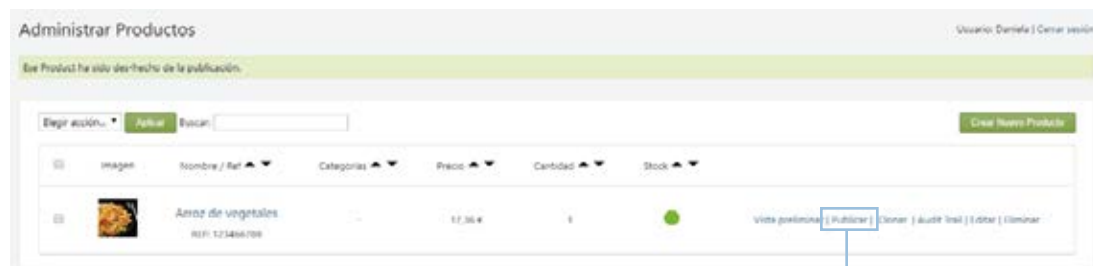 Administrar Productos
Usuario: Daniela | Cerrar sesión
Ese Product ha sido des-hecho de la publicación.
Elegir acción... Aplicar Buscar:
Crear Nuevo Producto
Imagen Nombre / Ref Categorías Precio Cantidad Stock
Arroz de vegetales - 17,36 € 1 Vista preliminar | Publicar | Clonar | Audit Trail | Editar | Eliminar
REF: 123466789